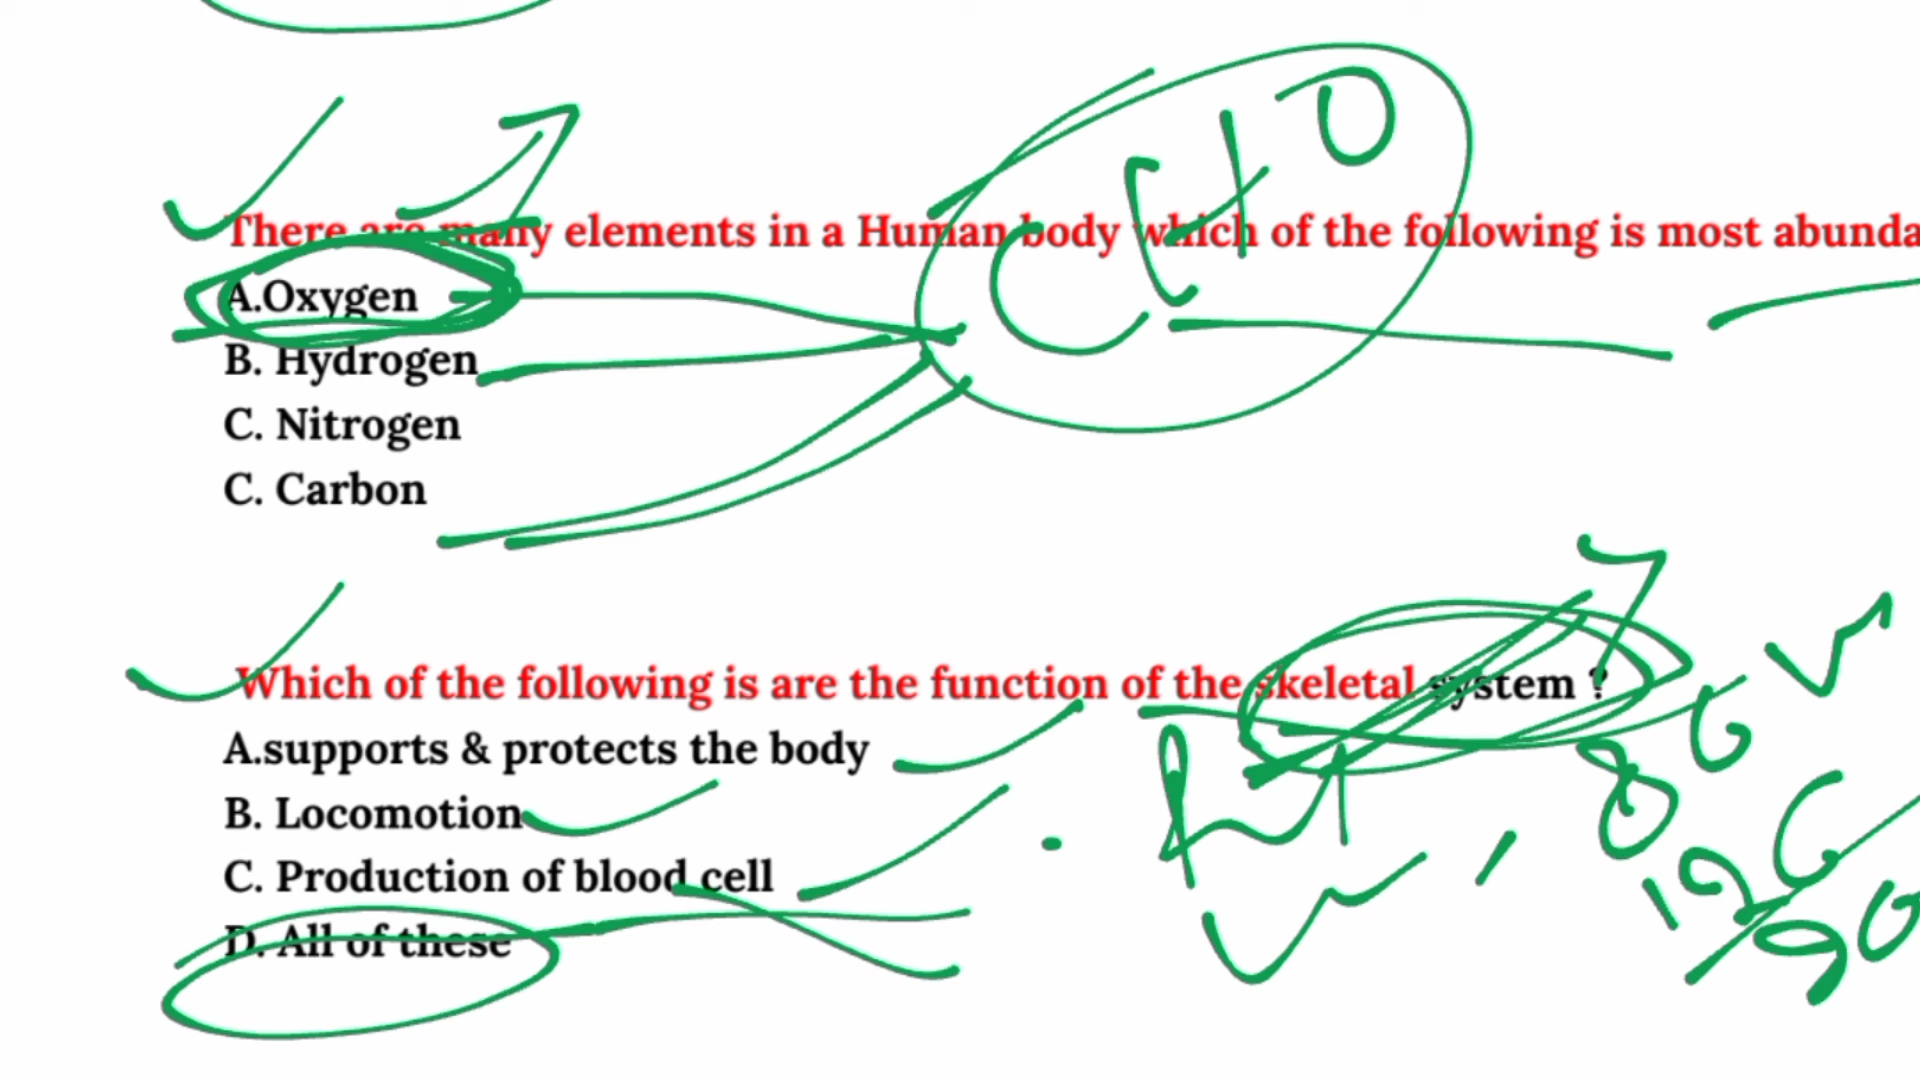 CHO
There are many elements in a Human body which of the following is most abunda
A.Oxygen
B. Hydrogen
C. Nitrogen
C. Carbon
Which of the following is are the function of the skeletal system ?
A.supports & protects the body
B. Locomotion
C. Production of blood cell
D. All of these